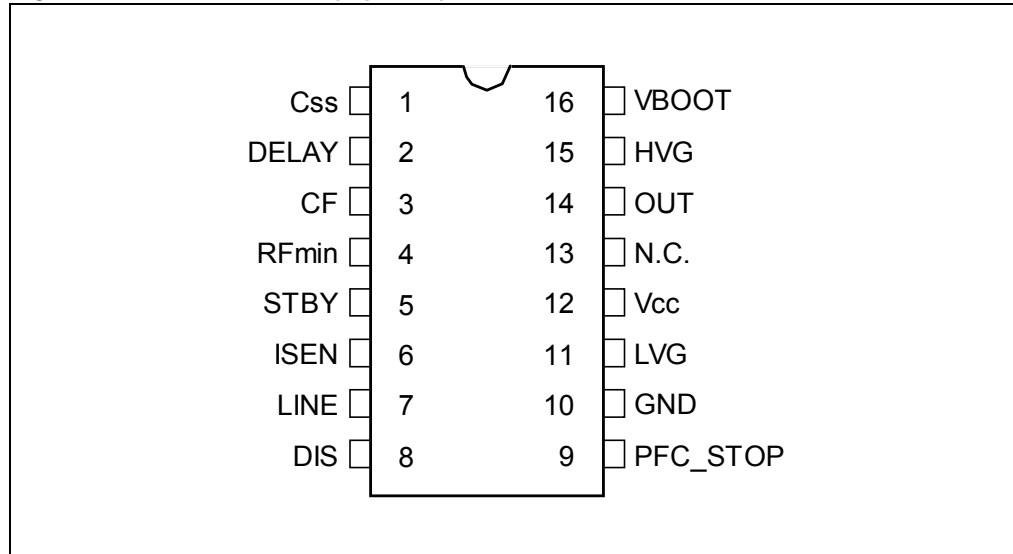 Css 1 16 VBOOT
DELAY 2 15 HVG
CF 3 14 OUT
RFmin 4 13 N.C.
STBY 5 12 Vcc
ISEN 6 11 LVG
LINE 7 10 GND
DIS 8 9 PFC_STOP